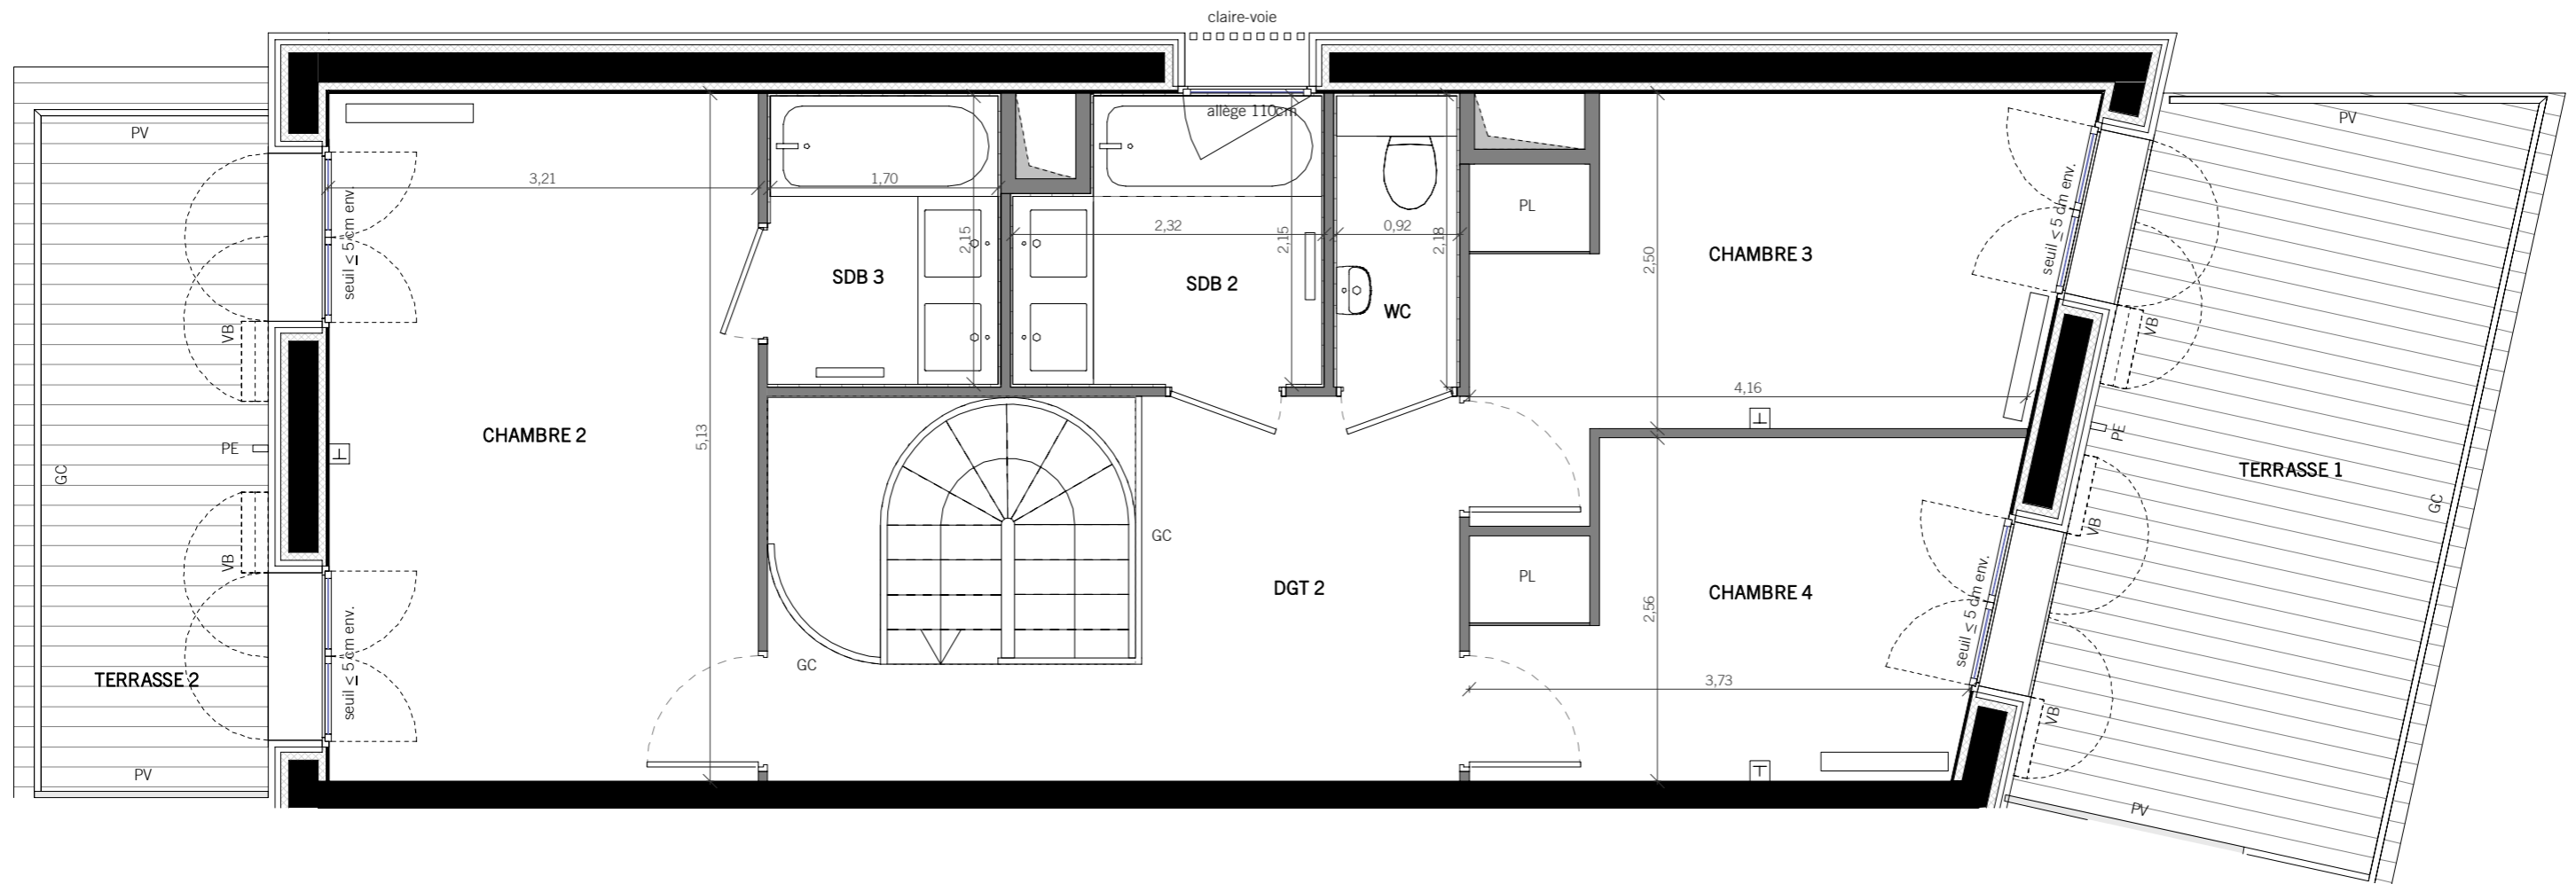 claire-voie
allège 110cm
PV
PV
3,21
1,70
seuil ≤ 5 cm env.
seuil ≤ 5 cm env.
PL
2,15
2,32
2,15
0,92
2,18
2,50
SDB 3
SDB 2
WC
CHAMBRE 3
VB
VB
4,16
CHAMBRE 2
5,13
PE
GC
PE
TERRASSE 1
GC
GC
VB
VB
DGT 2
PL
CHAMBRE 4
2,56
seuil ≤ 5 cm env.
seuil ≤ 5 cm env.
GC
TERRASSE 2
3,73
VB
PV
PV